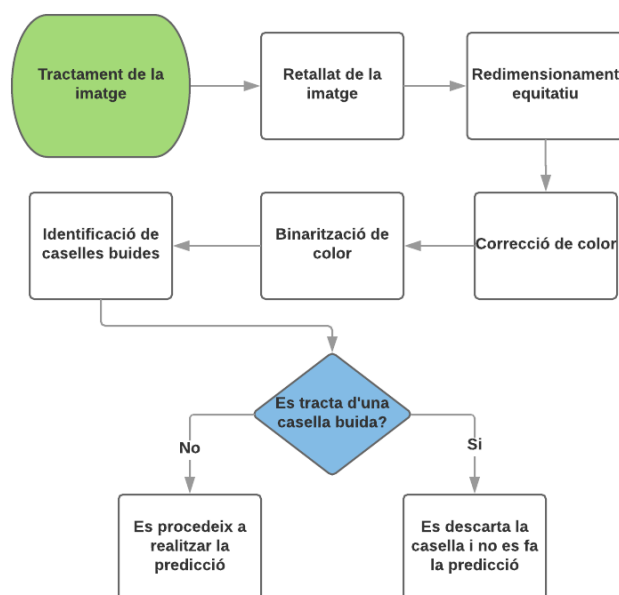 Tractament de la
imatge
Retallat de la
imatge
Redimensionament
equitatiu
Correcció de color
Binarització de
color
Identificació de
caselles buides
Es tracta d'una
casella buida?
No
Si
Es procedeix a
realitzar la
predicció
Es descarta la
casella i no es fa
la predicció